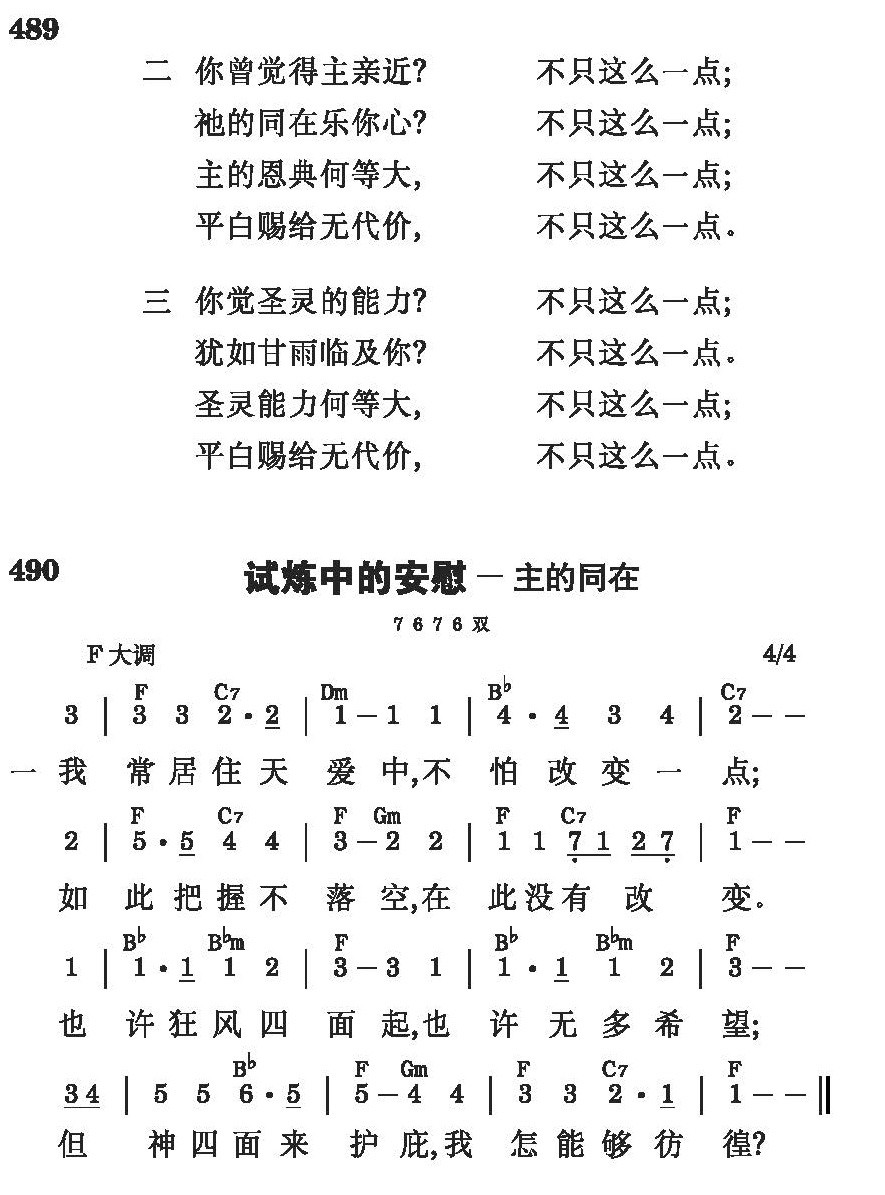 489
二 你曾觉得主亲近? 不只这么一点;
祂的同在乐你心? 不只这么一点;
主的恩典何等大, 不只这么一点;
平白赐给无代价, 不只这么一点。
三 你觉圣灵的能力? 不只这么一点;
犹如甘雨临及你? 不只这么一点。
圣灵能力何等大, 不只这么一点;
平白赐给无代价, 不只这么一点。
490 试炼中的安慰—主的同在
7 6 7 6 双
F大调 4/4
F C7 Dm B♭ C7
3 | 3 3 2·2 | 1—1 1 | 4·4 3 4 | 2——
一 我 常居住天 爱 中,不 怕改变一 点;
F C7 F Gm F C7 F
2 | 5·5 4 4 | 3—2 2 | 1 1 7 1 2 7 | 1——
如 此把握不 落 空,在 此没有改 变。
B♭ B♭m F B♭ B♭m F
1 | 1·1 1 2 | 3—3 1 | 1·1 1 2 | 3——
也 许狂风四 面 起,也 许无多希 望;
B♭ F Gm F C7 F
3 4 | 5 5 6·5 | 5—4 4 | 3 3 2·1 | 1——‖
但 神四面来 护 庇,我 怎能够彷 徨?